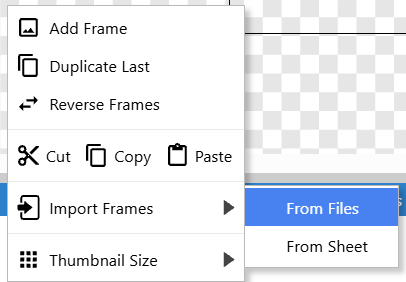 Add Frame
Duplicate Last
Reverse Frames
Cut Copy Paste
Import Frames
From Files
From Sheet
Thumbnail Size